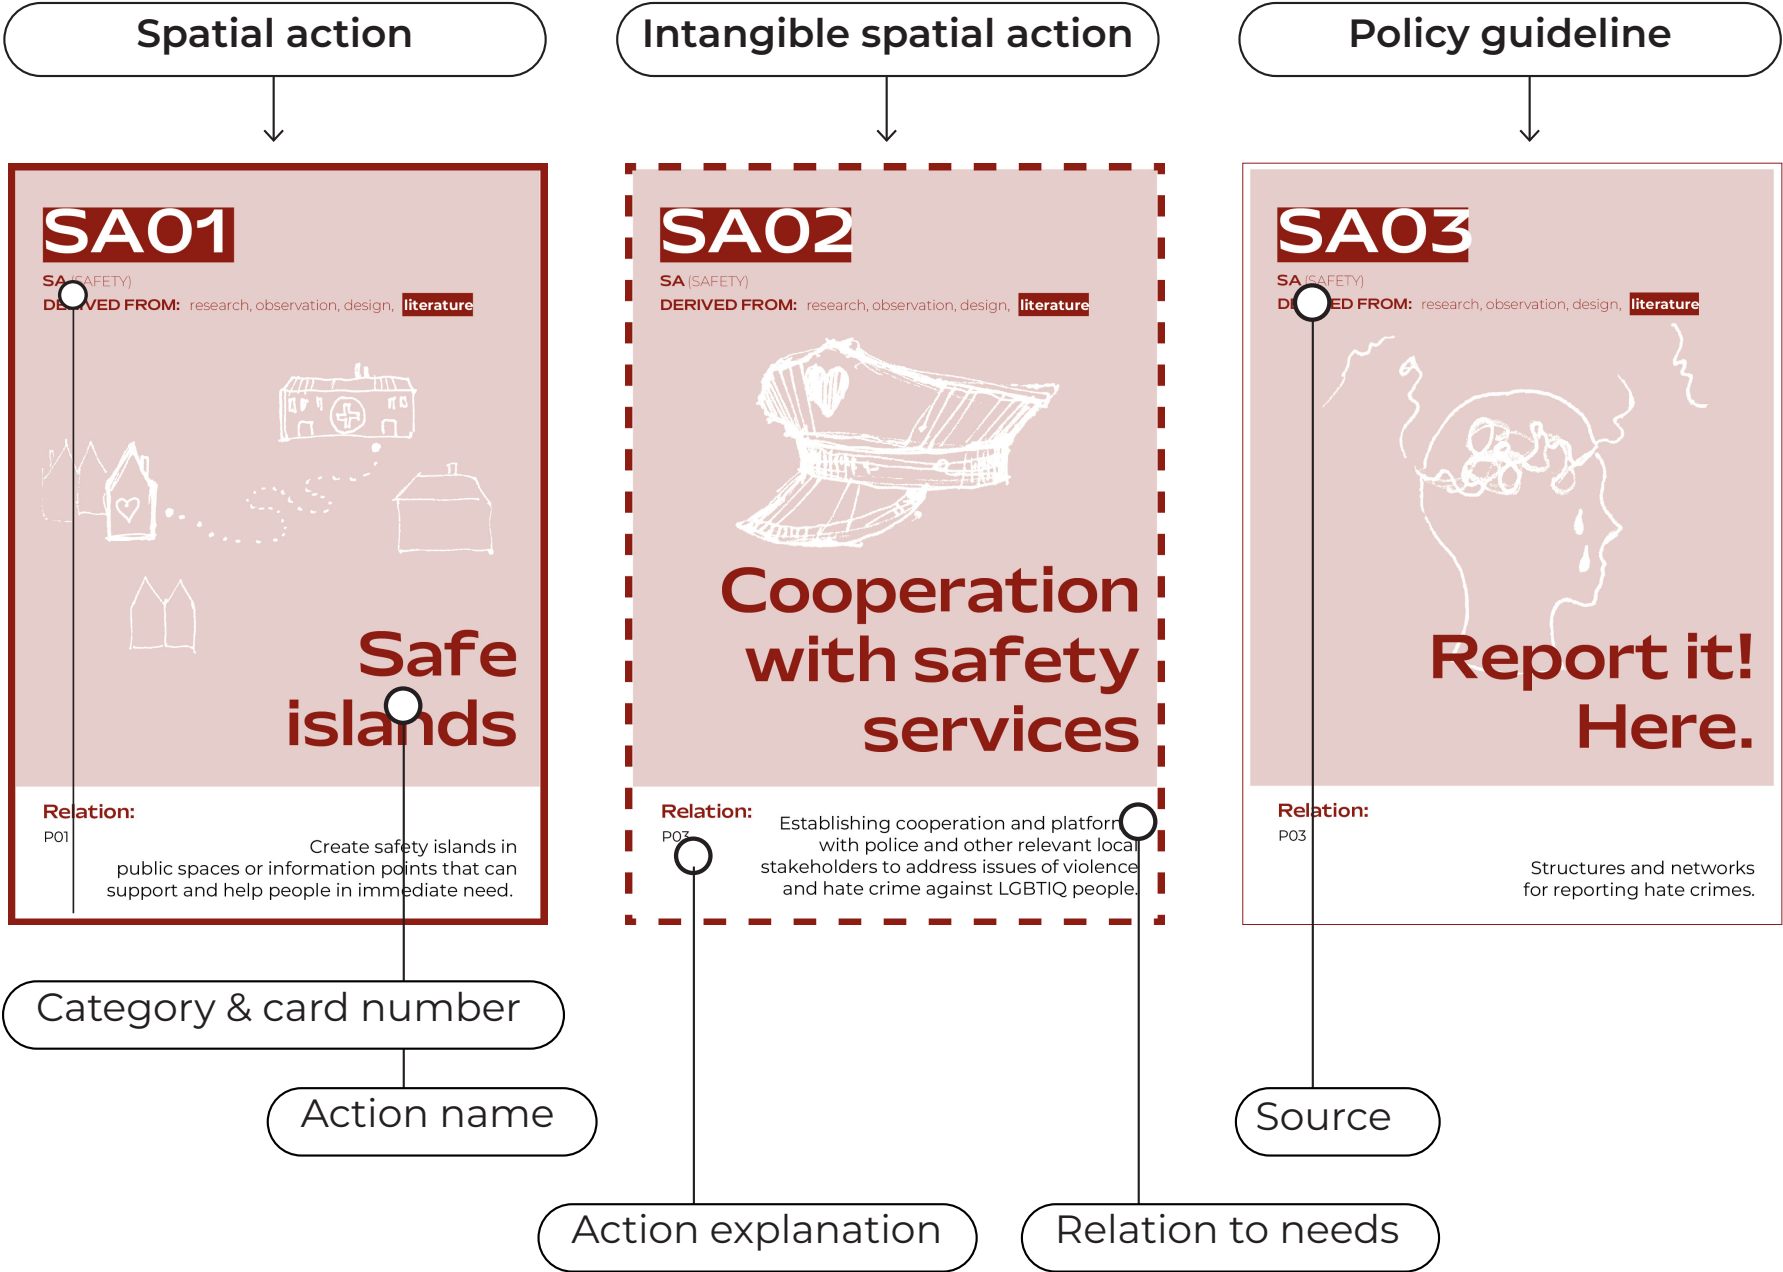 Spatial action
Intangible spatial action
Policy guideline
SA01
SA (SAFETY)
DERIVED FROM: research, observation, design, literature
Safe
islands
Relation:
P01
Create safety islands in
public spaces or information points that can
support and help people in immediate need.
SA02
SA (SAFETY)
DERIVED FROM: research, observation, design, literature
Cooperation
with safety
services
Relation:
P03
Establishing cooperation and platform
with police and other relevant local
stakeholders to address issues of violence
and hate crime against LGBTIQ people.
SA03
SA (SAFETY)
DERIVED FROM: research, observation, design, literature
Report it!
Here.
Relation:
P03
Structures and networks
for reporting hate crimes.
Category & card number
Action name
Source
Action explanation
Relation to needs